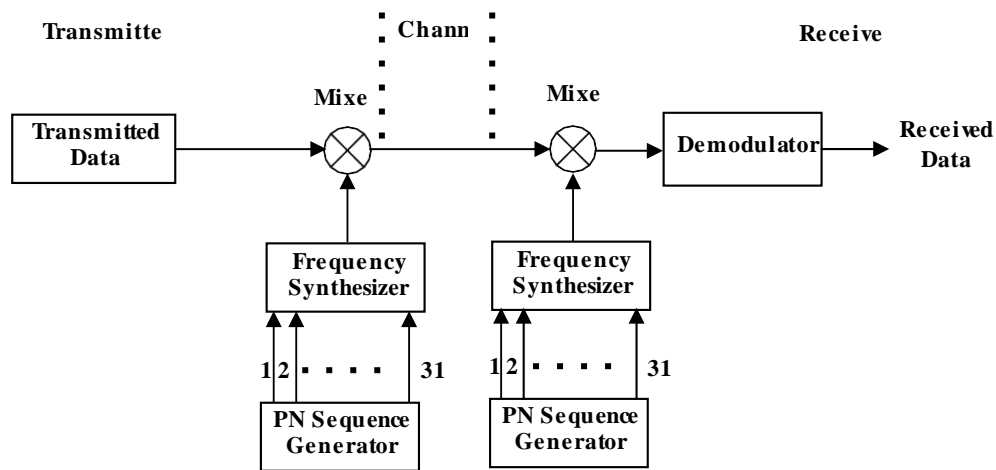 Transmitte Chann Receive
Mixe Mixe
Transmitted
Data
Demodulator
Received
Data
Frequency
Synthesizer
Frequency
Synthesizer
1 2 31
1 2 31
PN Sequence
Generator
PN Sequence
Generator